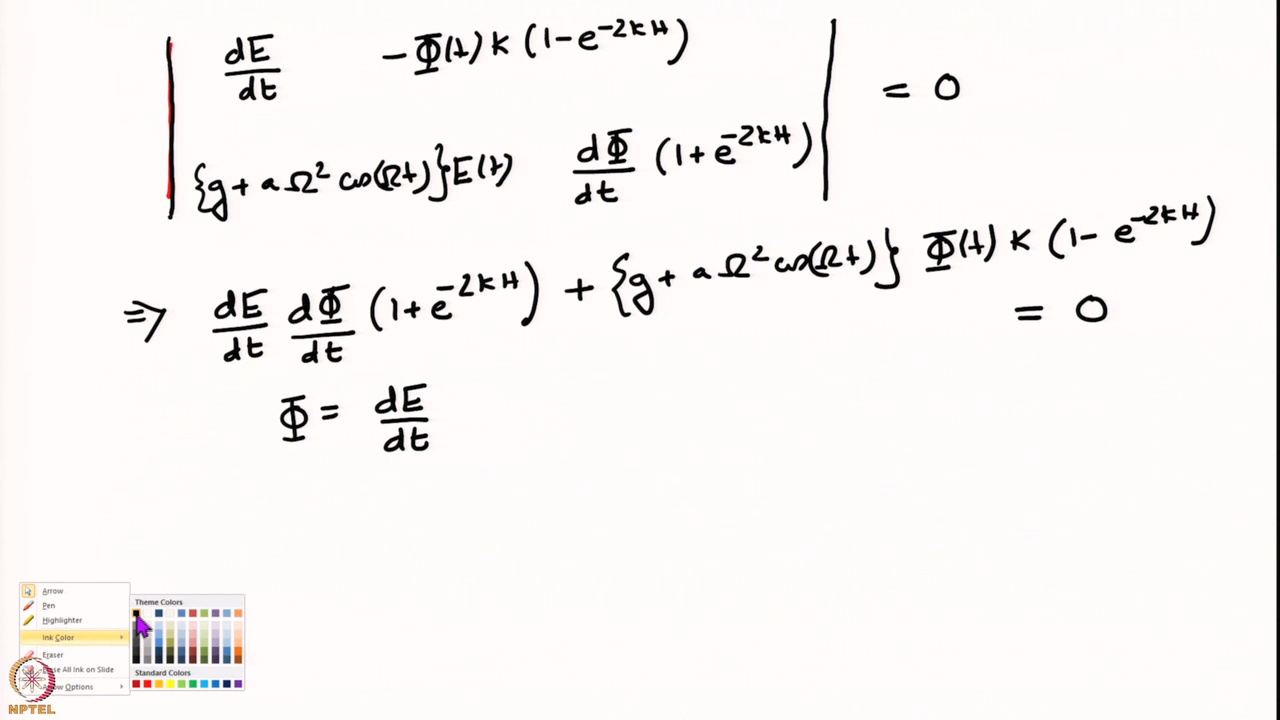 dE/dt    -Φ(t) k (1-e^{-2kH})
= 0
{g + aΩ² cos(Ωt)}E(t)    dΦ/dt (1+e^{-2kH})
⇒ dE/dt dΦ/dt (1+e^{-2kH}) + {g + aΩ² cos(Ωt)} Φ(t) k (1- e^{-2kH})
= 0
Φ = dE/dt
Arrow
Pen
Highlighter
Ink Color
Eraser
ase All Ink on Slide
ow Options
Theme Colors
Standard Colors
NPTEL